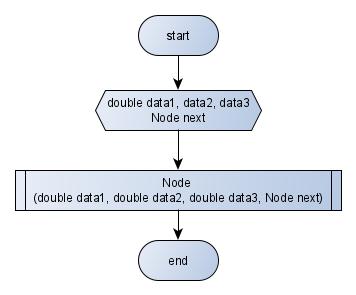 start
double data1, data2, data3
Node next
Node
(double data1, double data2, double data3, Node next)
end